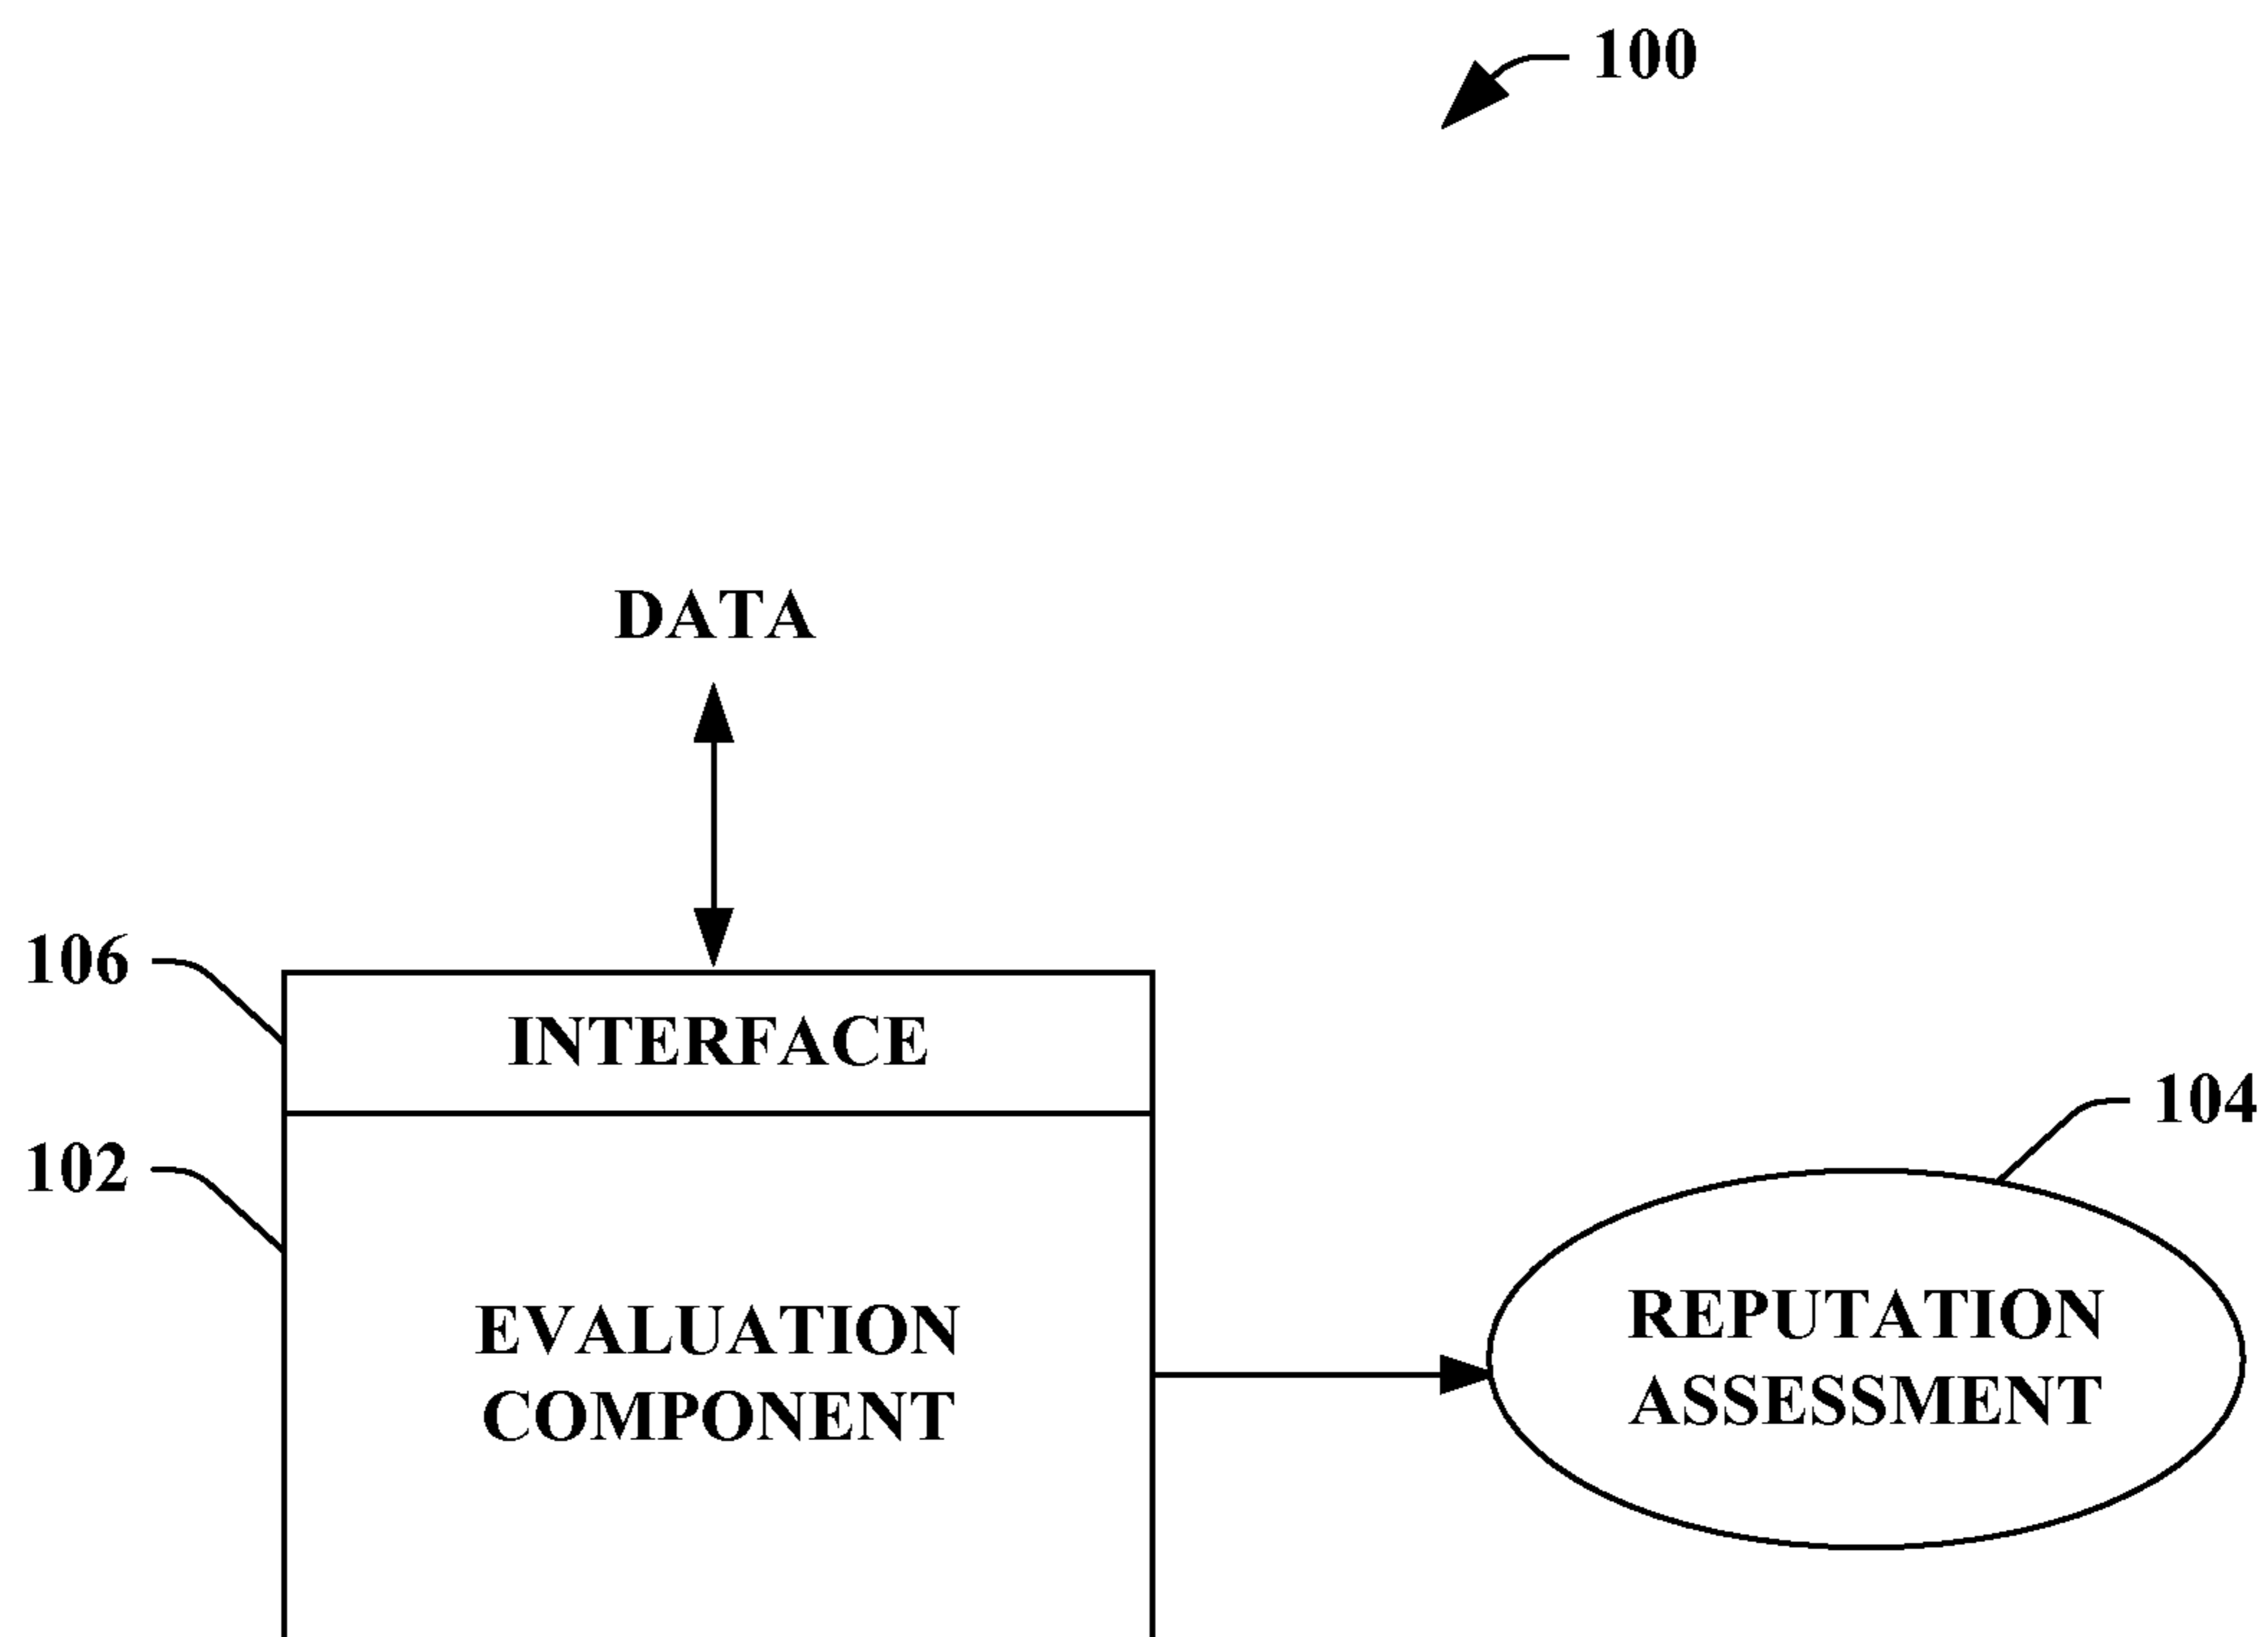 100
DATA
106
INTERFACE
104
102
EVALUATION
COMPONENT
REPUTATION
ASSESSMENT